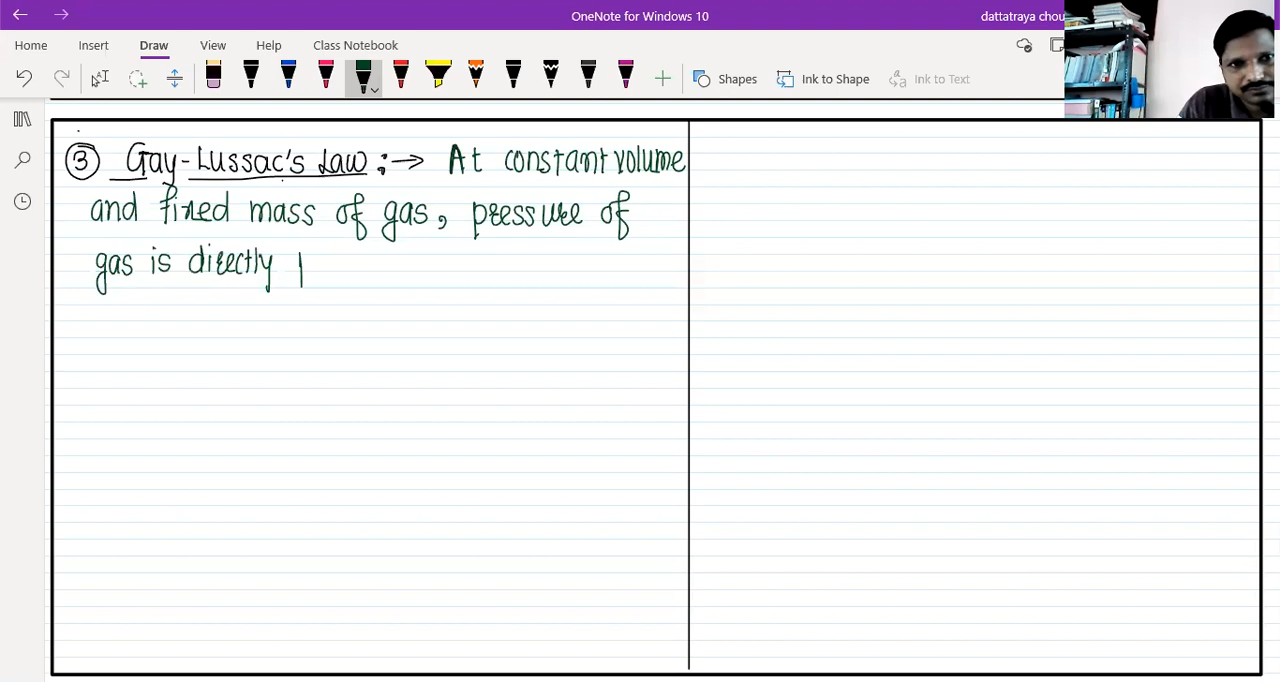 OneNote for Windows 10
dattatraya chou
Home Insert Draw View Help Class Notebook
Shapes Ink to Shape Ink to Text
③ Gay-Lussac's Law :→ At constant volume
and fixed mass of gas, pressure of
gas is directly